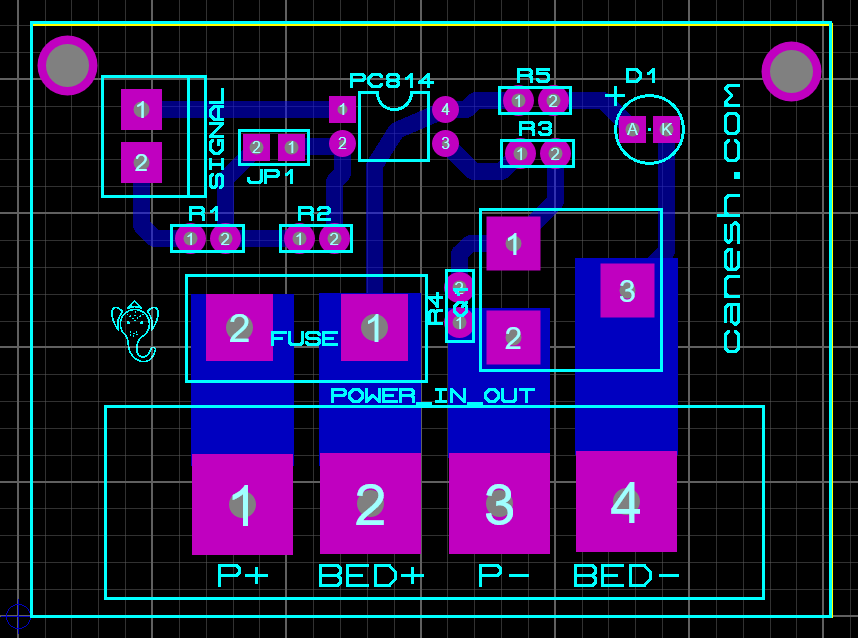 PC814
R5
D1
1
1
4
1 2
+
2
SIGNAL
R3
A K
2 1
2
3
1 2
JP1
canesh.com
R1
R2
1 2
1 2
1
3
2
R4
1
2
1
2
FUSE
POWER_IN_OUT
1
2
3
4
P+
BED+
P-
BED-